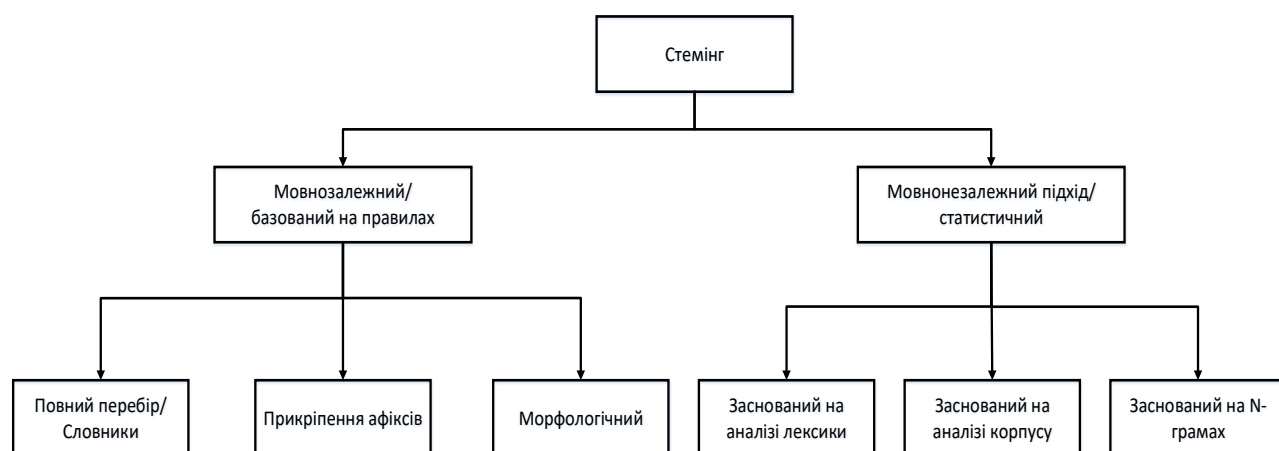 Стемінг
Мовнозалежний/
базований на правилах
Мовнонезалежний підхід/
статистичний
Повний перебір/
Словники
Прикріпення афіксів
Морфологічний
Заснований на
аналізі лексики
Заснований на
аналізі корпусу
Заснований на N-
грамах